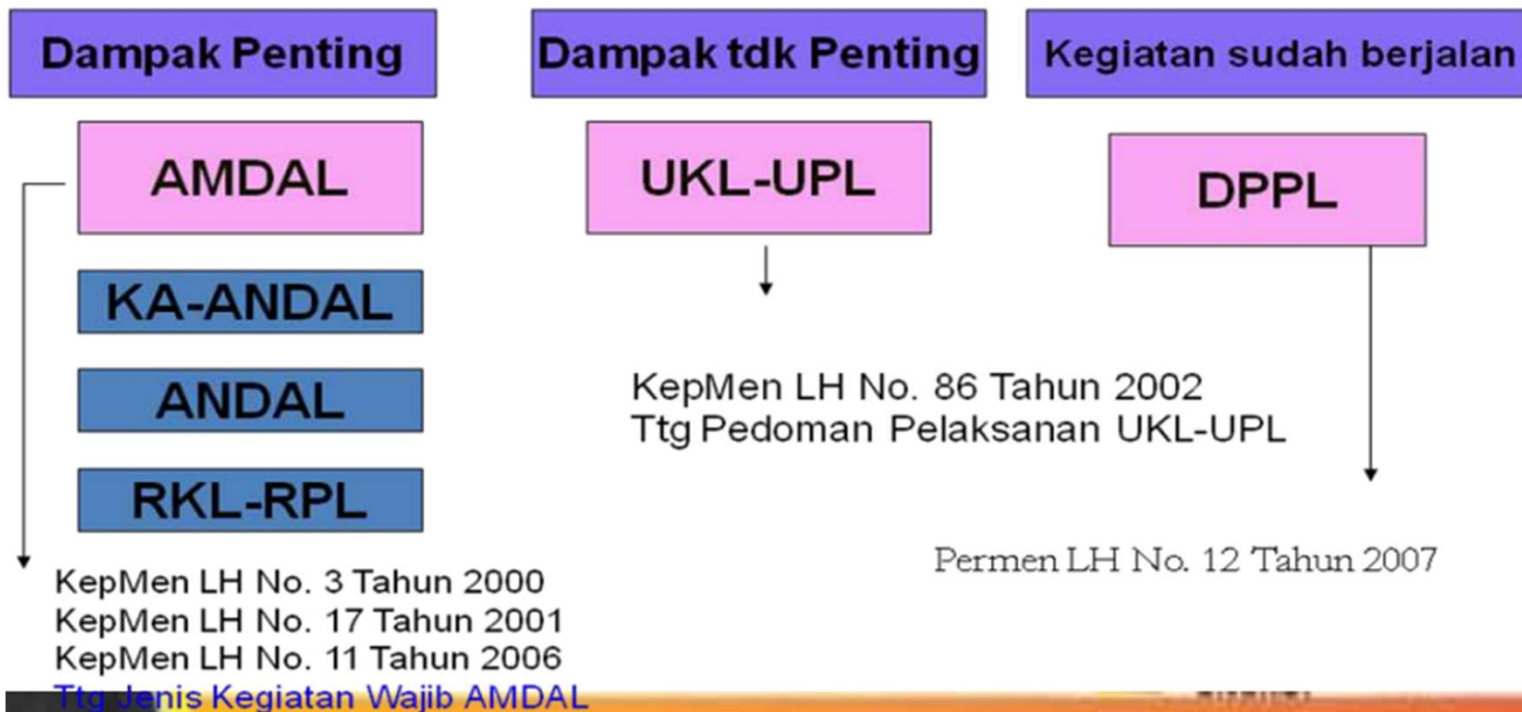 Dampak Penting
AMDAL
KA-ANDAL
ANDAL
RKL-RPL
KepMen LH No. 3 Tahun 2000
KepMen LH No. 17 Tahun 2001
KepMen LH No. 11 Tahun 2006
Ttg Jenis Kegiatan Wajib AMDAL
Dampak tdk Penting
UKL-UPL
KepMen LH No. 86 Tahun 2002
Ttg Pedoman Pelaksanan UKL-UPL
Kegiatan sudah berjalan
DPPL
Permen LH No. 12 Tahun 2007